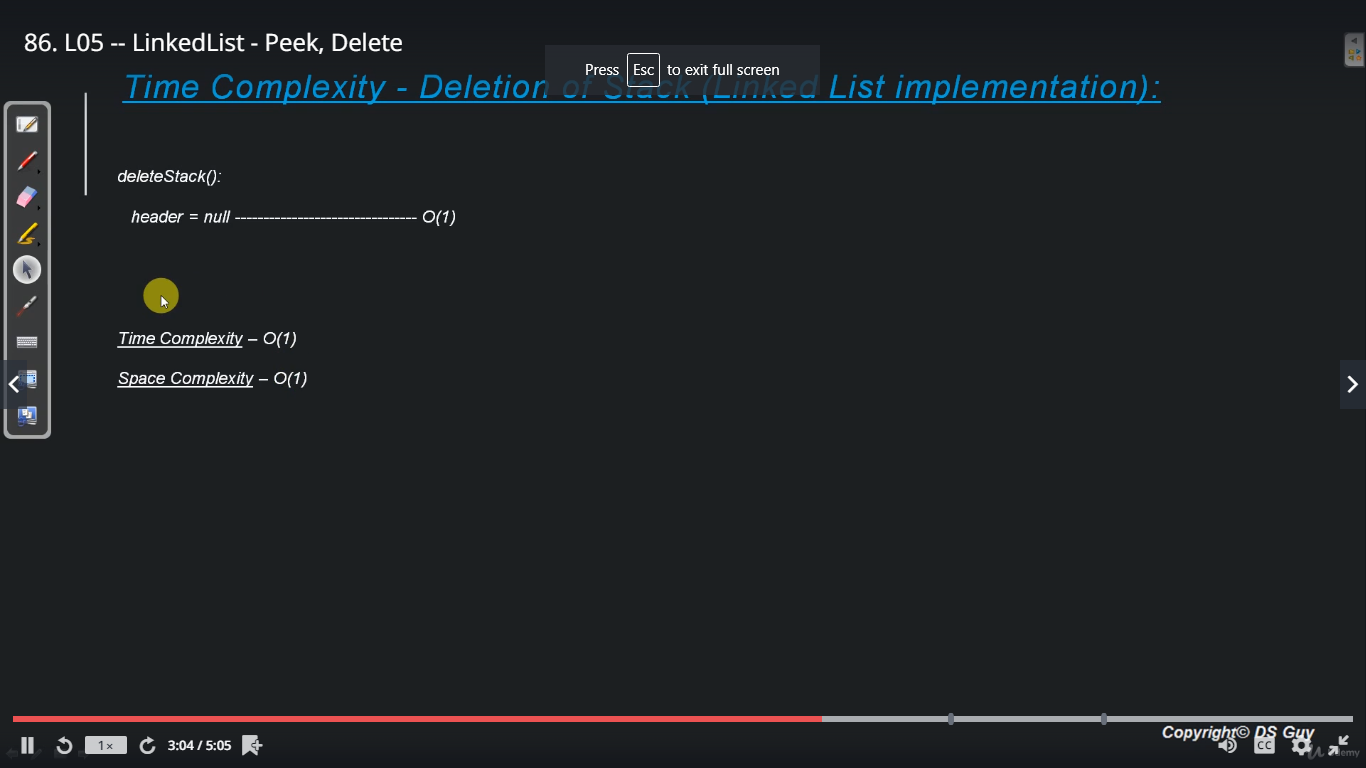 86. L05 -- LinkedList - Peek, Delete
Press Esc to exit full screen
Time Complexity - Deletion of Stack (Linked List implementation):
deleteStack():
header = null -------------------------------- O(1)
Time Complexity – O(1)
Space Complexity – O(1)
Copyright© DS Guy
1×
3:04 / 5:05
CC